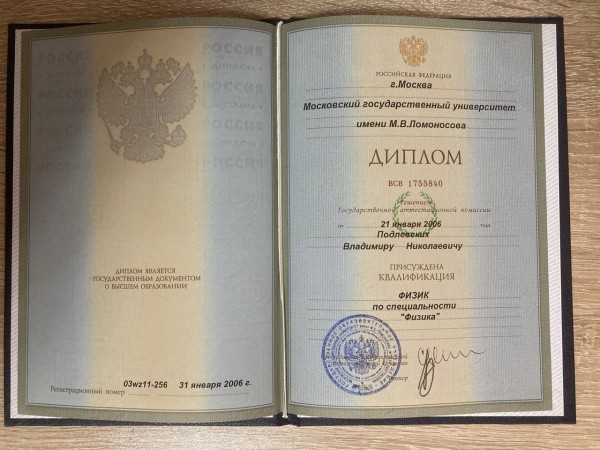 ДИПЛОМ ЯВЛЯЕТСЯ
ГОСУДАРСТВЕННЫМ ДОКУМЕНТОМ
О ВЫСШЕМ ОБРАЗОВАНИИ
Регистрационный номер 03wz11-256 31 января 2006 г.
РОССИЙСКАЯ ФЕДЕРАЦИЯ
г.Москва
Московский государственный университет
имени М.В.Ломоносова
ДИПЛОМ
ВСВ 1755840
Решением
Государственной аттестационной комиссии
от 21 января 2006 года
Подлевских
Владимиру Николаевичу
ПРИСУЖДЕНА
КВАЛИФИКАЦИЯ
ФИЗИК
по специальности
"Физика"